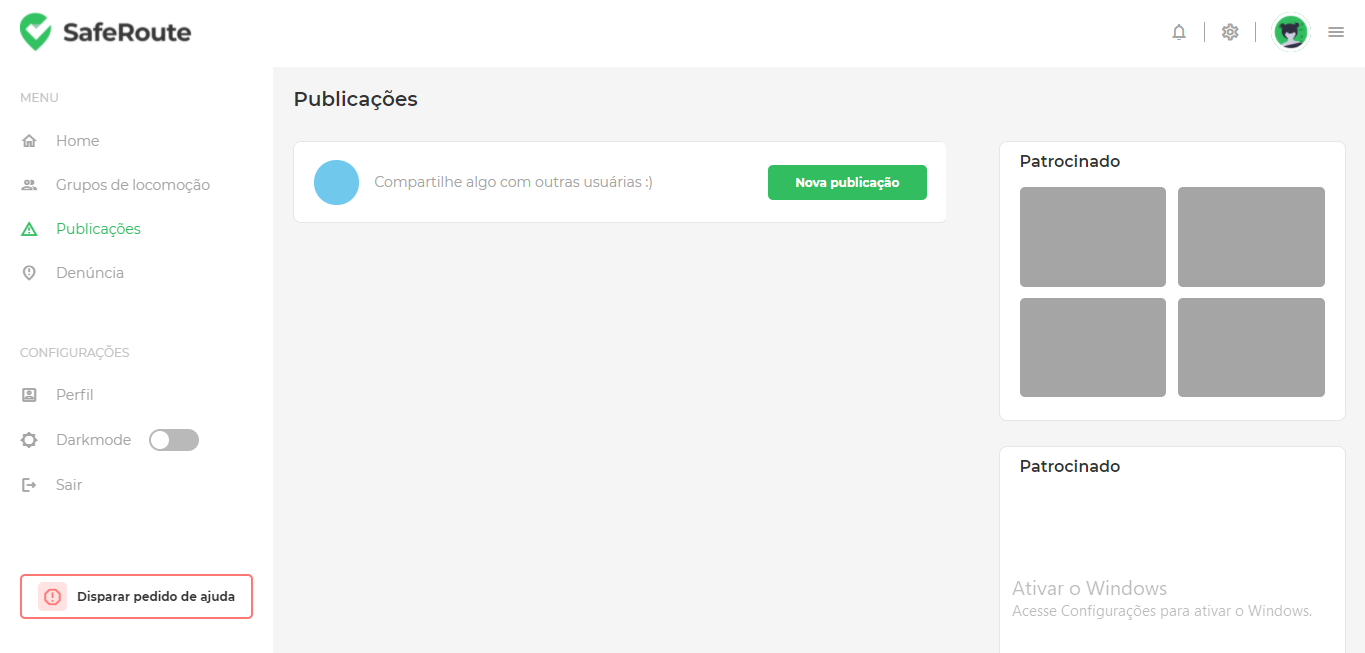 SafeRoute
MENU
Home
Grupos de locomoção
Publicações
Denúncia
CONFIGURAÇÕES
Perfil
Darkmode
Sair
Disparar pedido de ajuda
Publicações
Compartilhe algo com outras usuárias :)
Nova publicação
Patrocinado
Patrocinado
Ativar o Windows
Acesse Configurações para ativar o Windows.